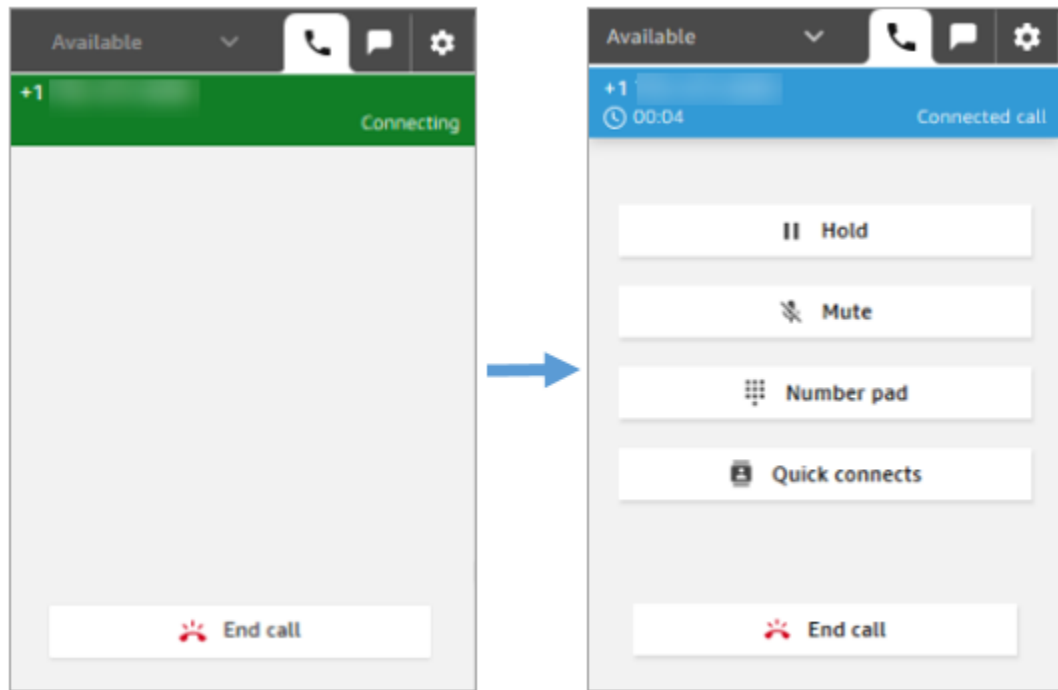 Available
+1
Connecting
End call
Available
+1
00:04 Connected call
Hold
Mute
Number pad
Quick connects
End call